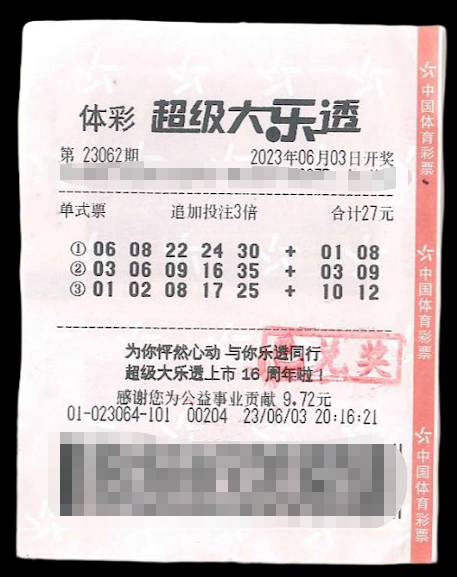 体彩 超级大乐透
第 23062期 2023年06月03日开奖
单式票 追加投注3倍 合计27元
① 06 08 22 24 30 + 01 08
② 03 06 09 16 35 + 03 09
③ 01 02 08 17 25 + 10 12
为你怦然心动 与你乐透同行
超级大乐透上市 16 周年啦!
兑奖
感谢您为公益事业贡献 9.72元
01-023064-101 00204 23/06/03 20:16:21
中国体育彩票
中国体育彩票
中国体育彩票